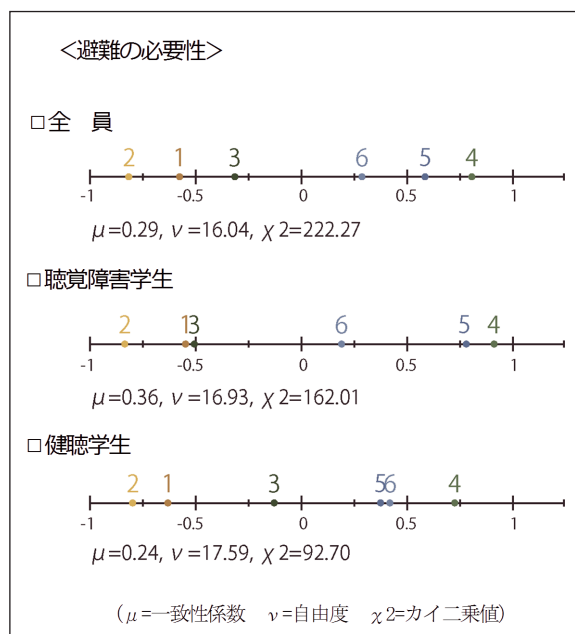 <避難の必要性>
□全　員
2 1 3 6 5 4
-1 -0.5 0 0.5 1
μ=0.29, ν=16.04, χ2=222.27
□聴覚障害学生
2 1 3 6 5 4
-1 -0.5 0 0.5 1
μ=0.36, ν=16.93, χ2=162.01
□健聴学生
2 1 3 5 6 4
-1 -0.5 0 0.5 1
μ=0.24, ν=17.59, χ2=92.70
(μ=一致性係数　ν=自由度　χ2=カイ二乗値)